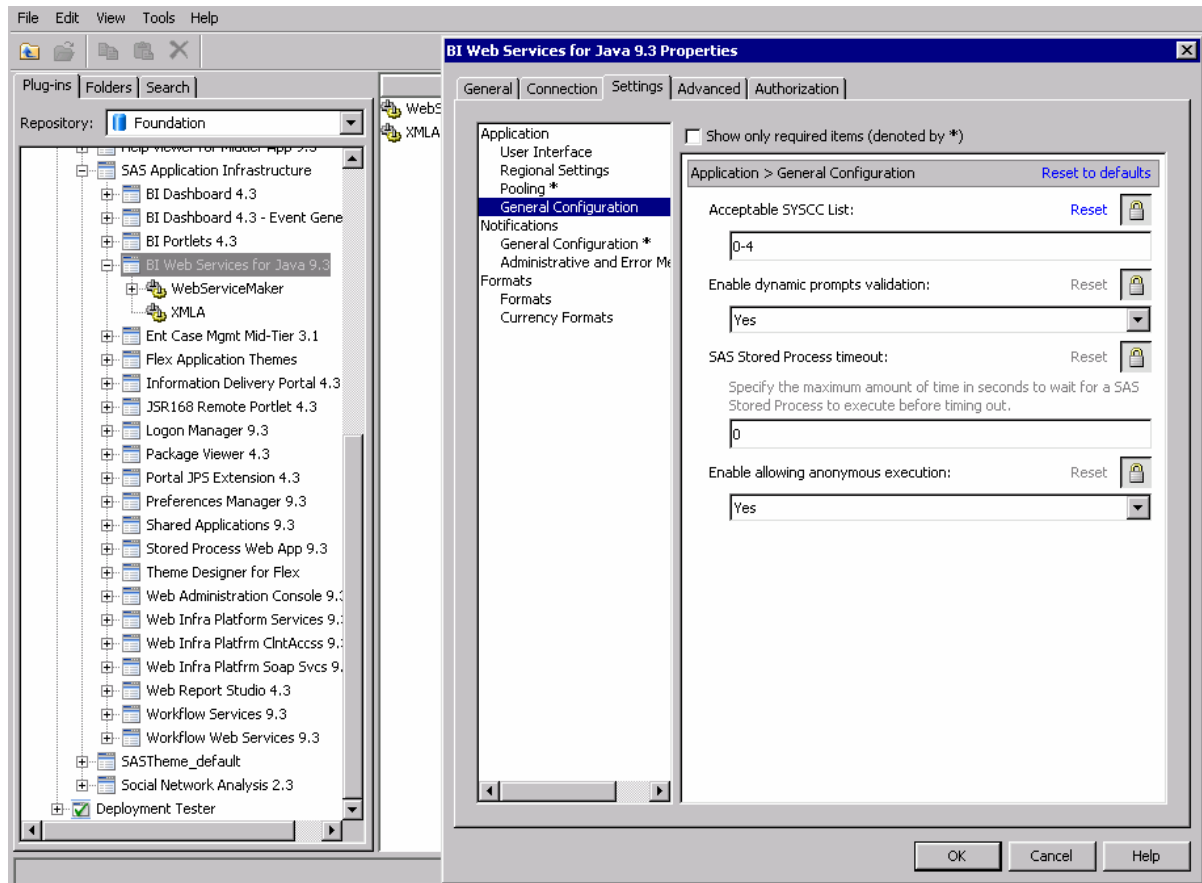 File Edit View Tools Help
BI Web Services for Java 9.3 Properties
Plug-ins Folders Search
Repository: Foundation
SAS Application Infrastructure
BI Dashboard 4.3
BI Dashboard 4.3 - Event Gene
BI Portlets 4.3
BI Web Services for Java 9.3
WebServiceMaker
XMLA
Ent Case Mgmt Mid-Tier 3.1
Flex Application Themes
Information Delivery Portal 4.3
JSR168 Remote Portlet 4.3
Logon Manager 9.3
Package Viewer 4.3
Portal JPS Extension 4.3
Preferences Manager 9.3
Shared Applications 9.3
Stored Process Web App 9.3
Theme Designer for Flex
Web Administration Console 9.
Web Infra Platform Services 9.
Web Infra Platfrm ClntAccss 9.
Web Infra Platfrm Soap Svcs 9.
Web Report Studio 4.3
Workflow Services 9.3
Workflow Web Services 9.3
SASTheme_default
Social Network Analysis 2.3
Deployment Tester
WebS
XMLA
General Connection Settings Advanced Authorization
Application
User Interface
Regional Settings
Pooling *
General Configuration
Notifications
General Configuration *
Administrative and Error Me
Formats
Formats
Currency Formats
Show only required items (denoted by *)
Application > General Configuration Reset to defaults
Acceptable SYSCC List: Reset
0-4
Enable dynamic prompts validation: Reset
Yes
SAS Stored Process timeout: Reset
Specify the maximum amount of time in seconds to wait for a SAS
Stored Process to execute before timing out.
0
Enable allowing anonymous execution: Reset
Yes
OK Cancel Help